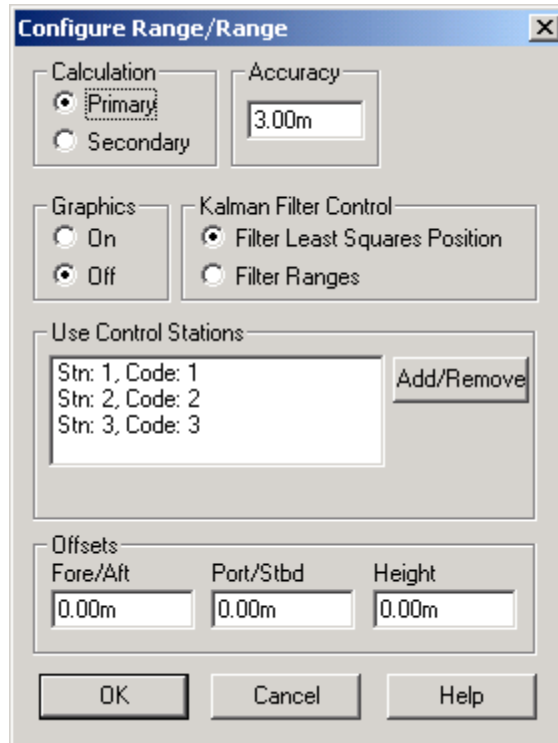 Configure Range/Range
Calculation
Primary
Secondary
Accuracy
3.00m
Graphics
On
Off
Kalman Filter Control
Filter Least Squares Position
Filter Ranges
Use Control Stations
Stn: 1, Code: 1
Stn: 2, Code: 2
Stn: 3, Code: 3
Add/Remove
Offsets
Fore/Aft Port/Stbd Height
0.00m 0.00m 0.00m
OK Cancel Help